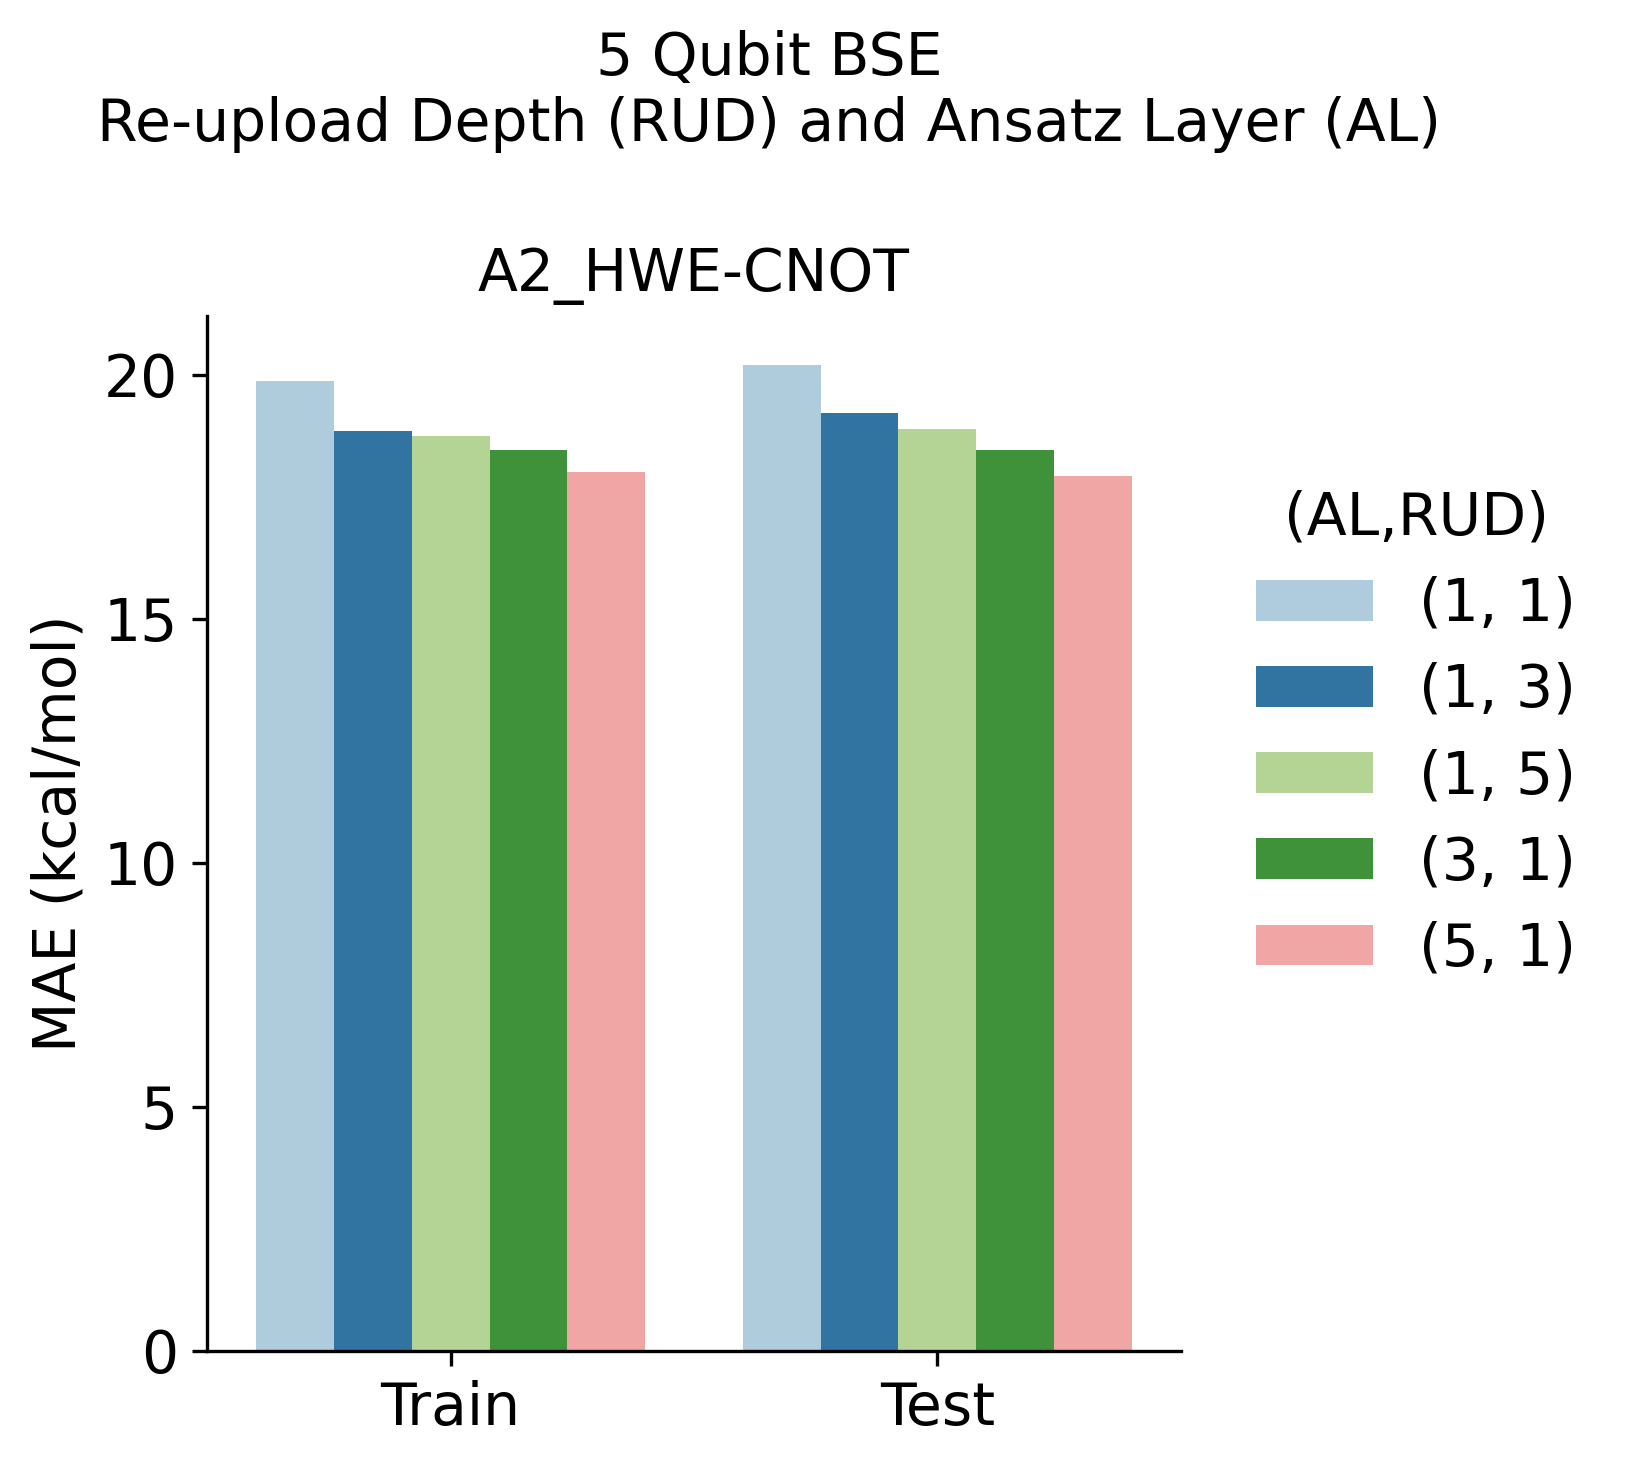 5 Qubit BSE
Re-upload Depth (RUD) and Ansatz Layer (AL)
A2_HWE-CNOT
20
15
10
5
0
MAE (kcal/mol)
Train
Test
(AL,RUD)
(1, 1)
(1, 3)
(1, 5)
(3, 1)
(5, 1)